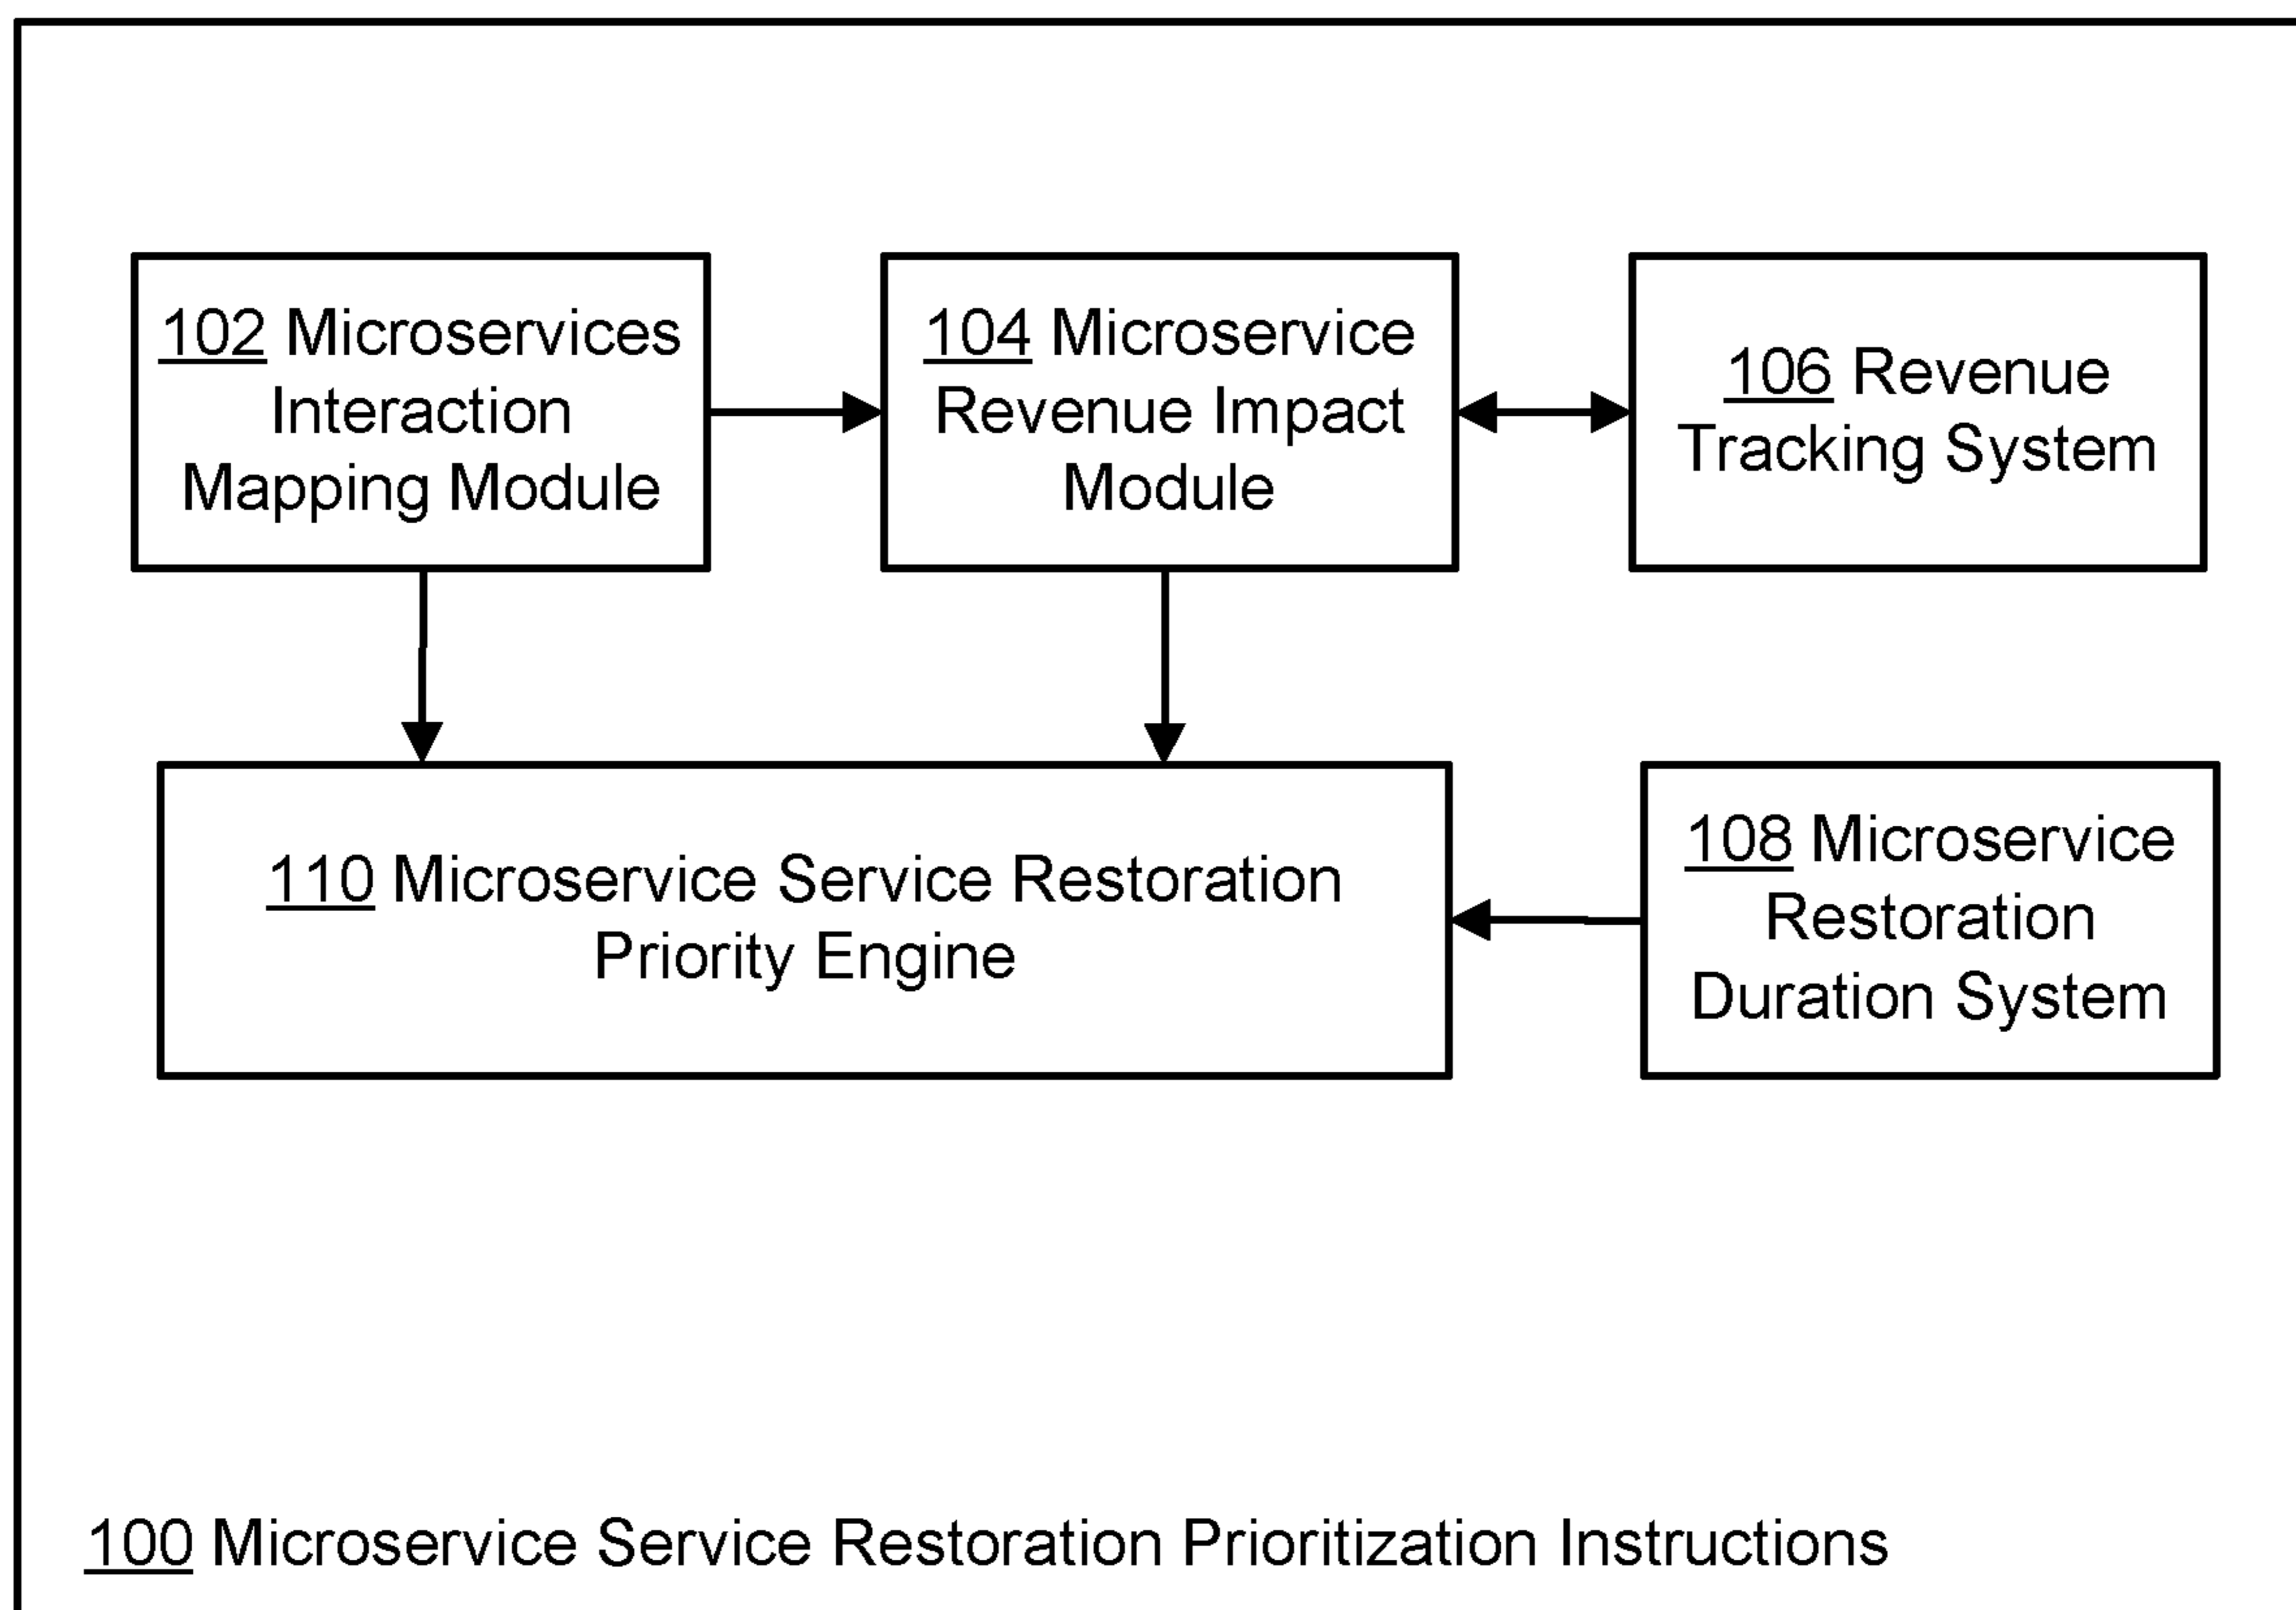 102 Microservices
Interaction
Mapping Module
104 Microservice
Revenue Impact
Module
106 Revenue
Tracking System
110 Microservice Service Restoration
Priority Engine
108 Microservice
Restoration
Duration System
100 Microservice Service Restoration Prioritization Instructions